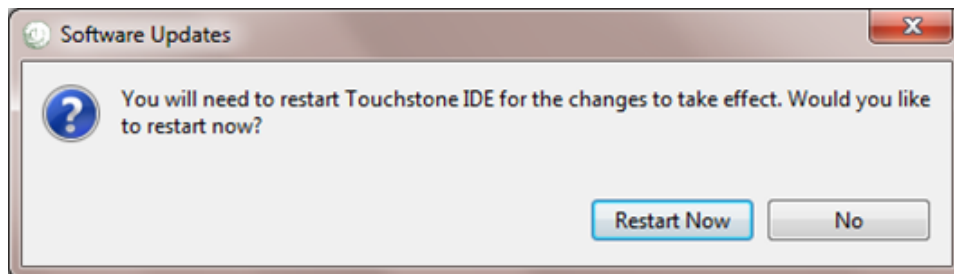 Software Updates
You will need to restart Touchstone IDE for the changes to take effect. Would you like
to restart now?
Restart Now
No